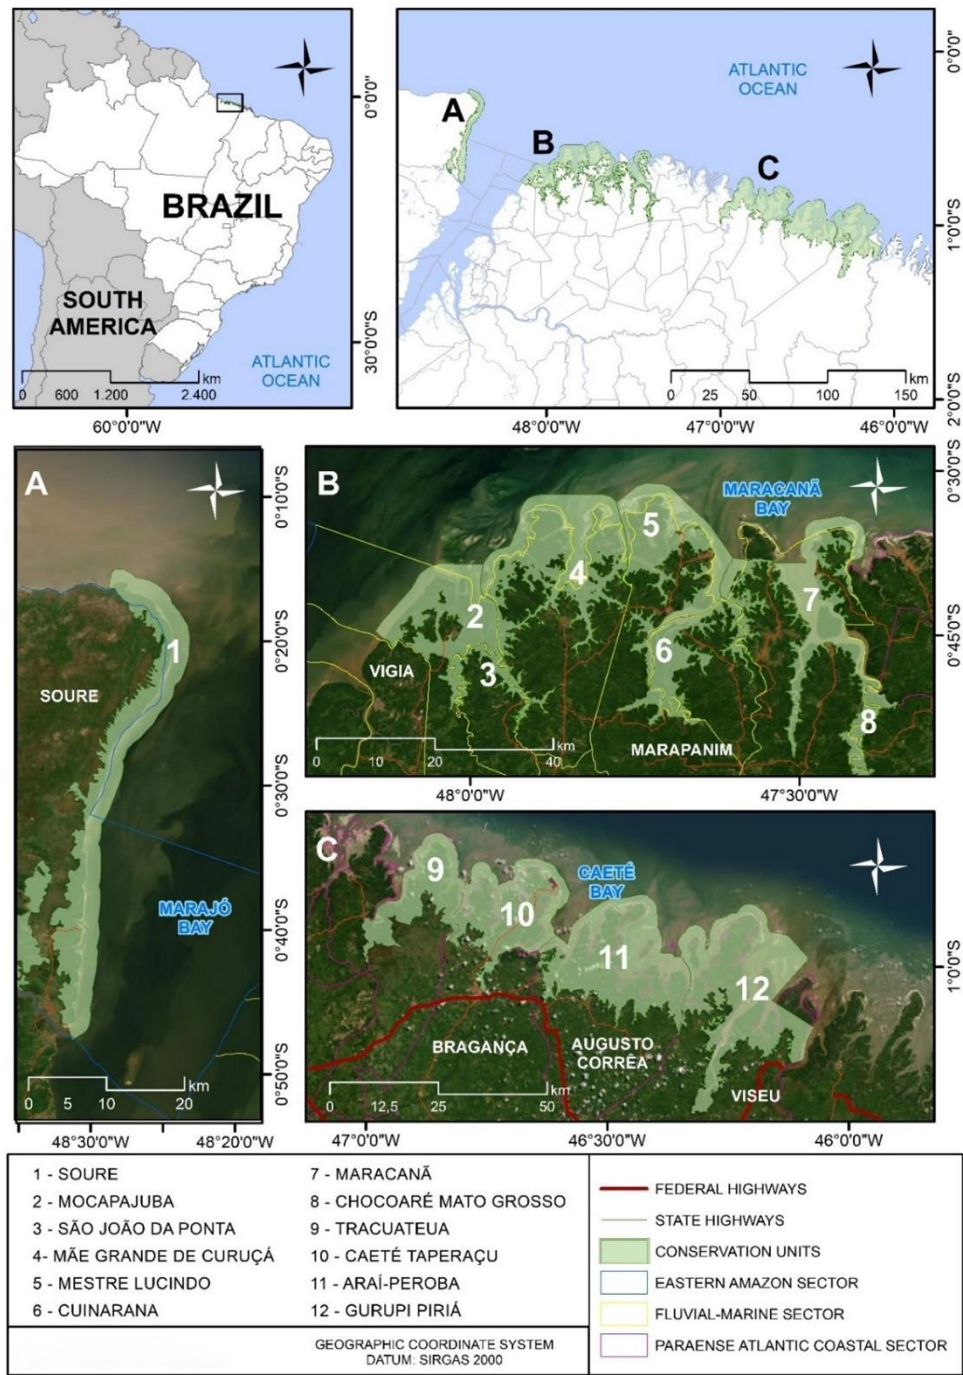 BRAZIL
SOUTH
AMERICA
ATLANTIC
OCEAN
0 600 1.200 2.400 km
60°0'0"W
0°0'0"
30°0'0"S
A
B
C
ATLANTIC
OCEAN
0 25 50 100 150 km
48°0'0"W 47°0'0"W 46°0'0"W
0°0'0"
1°0'0"S
2°0'0"S
A
1
SOURE
MARAJÓ
BAY
0 5 10 20 km
48°30'0"W 48°20'0"W
0°10'0"S
0°20'0"S
0°30'0"S
0°40'0"S
0°50'0"S
B
MARACANÃ
BAY
5
4
2
7
3
6
VIGIA
8
MARAPANIM
0 10 20 40 km
48°0'0"W 47°30'0"W
0°30'0"S
0°45'0"S
C
9
CAETÉ
BAY
10
11
12
BRAGANÇA
AUGUSTO
CORRÊA
VISEU
0 12,5 25 50 km
47°0'0"W 46°30'0"W 46°0'0"W
1°0'0"S
1 - SOURE
2 - MOCAPAJUBA
3 - SÃO JOÃO DA PONTA
4- MÃE GRANDE DE CURUÇÁ
5 - MESTRE LUCINDO
6 - CUINARANA
7 - MARACANÃ
8 - CHOCOARÉ MATO GROSSO
9 - TRACUATEUA
10 - CAETÉ TAPERAÇU
11 - ARAÍ-PEROBA
12 - GURUPI PIRIÁ
GEOGRAPHIC COORDINATE SYSTEM
DATUM: SIRGAS 2000
FEDERAL HIGHWAYS
STATE HIGHWAYS
CONSERVATION UNITS
EASTERN AMAZON SECTOR
FLUVIAL-MARINE SECTOR
PARAENSE ATLANTIC COASTAL SECTOR